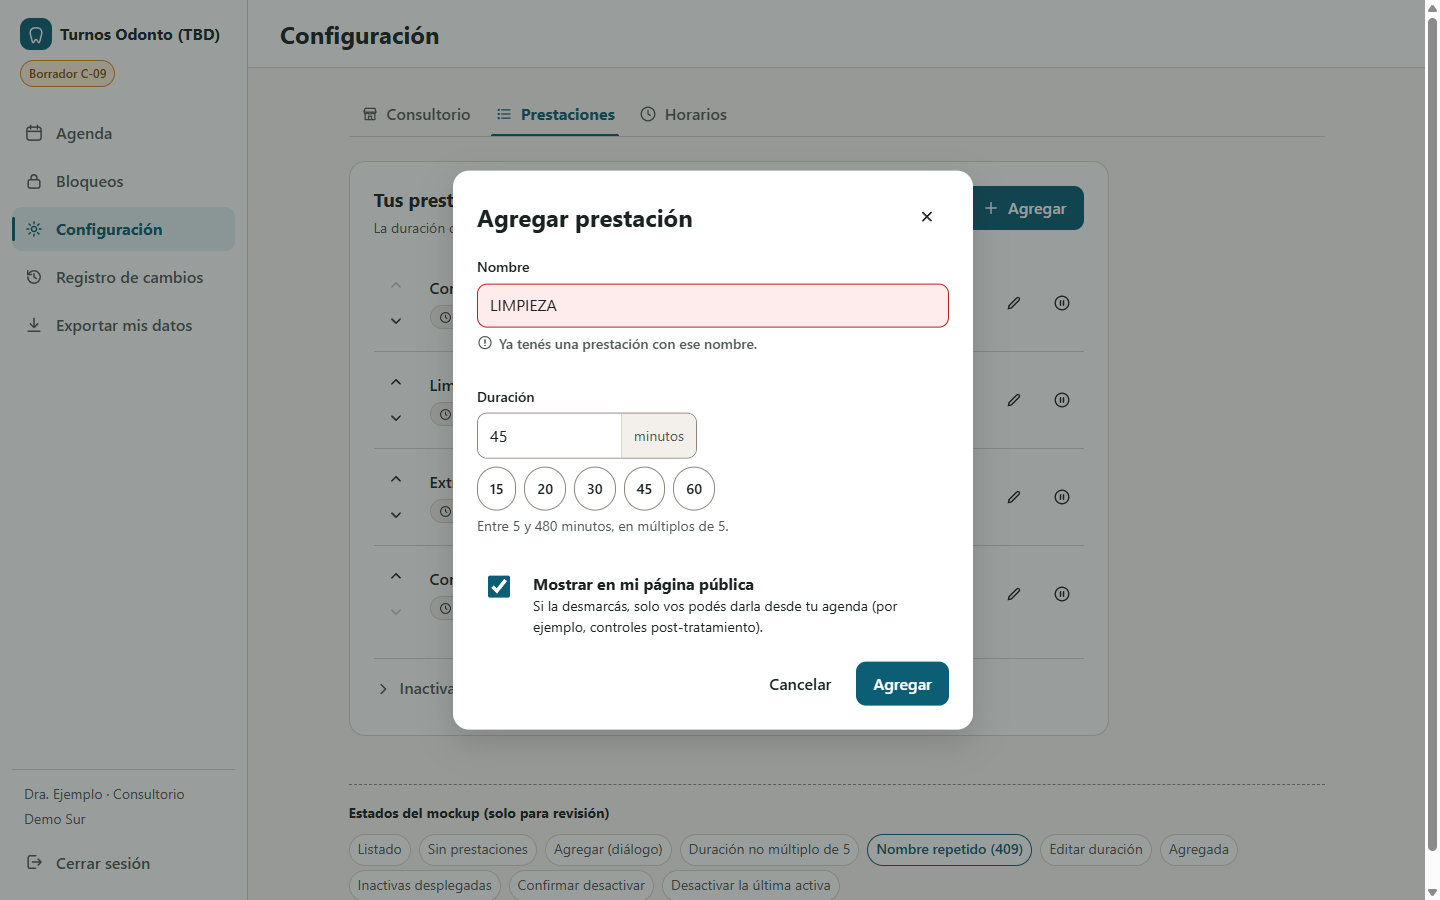 Turnos Odonto (TBD)
Borrador C-09
Agenda
Bloqueos
Configuración
Registro de cambios
Exportar mis datos
Dra. Ejemplo · Consultorio
Demo Sur
Cerrar sesión
Configuración
Consultorio
Prestaciones
Horarios
Tus prest
La duración
Agregar
Agregar prestación
Nombre
LIMPIEZA
Ya tenés una prestación con ese nombre.
Duración
45 minutos
15 20 30 45 60
Entre 5 y 480 minutos, en múltiplos de 5.
Mostrar en mi página pública
Si la desmarcás, solo vos podés darla desde tu agenda (por
ejemplo, controles post-tratamiento).
Cancelar
Agregar
Lim
Inactiva
Estados del mockup (solo para revisión)
Listado
Sin prestaciones
Agregar (diálogo)
Duración no múltiplo de 5
Nombre repetido (409)
Editar duración
Agregada
Inactivas desplegadas
Confirmar desactivar
Desactivar la última activa